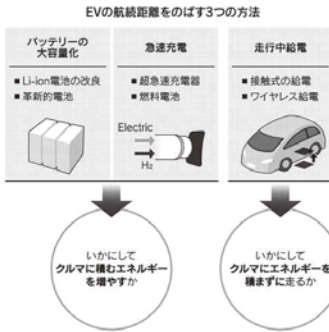 EVの航続距離をのばす3つの方法
バッテリーの
大容量化
■Li-ion電池の改良
■革新的電池
急速充電
■超急速充電器
■燃料電池
Electric
H₂
走行中給電
■接触式の給電
■ワイヤレス給電
いかにして
クルマに積むエネルギー
を増やすか
いかにして
クルマにエネルギーを
積まずに走るか